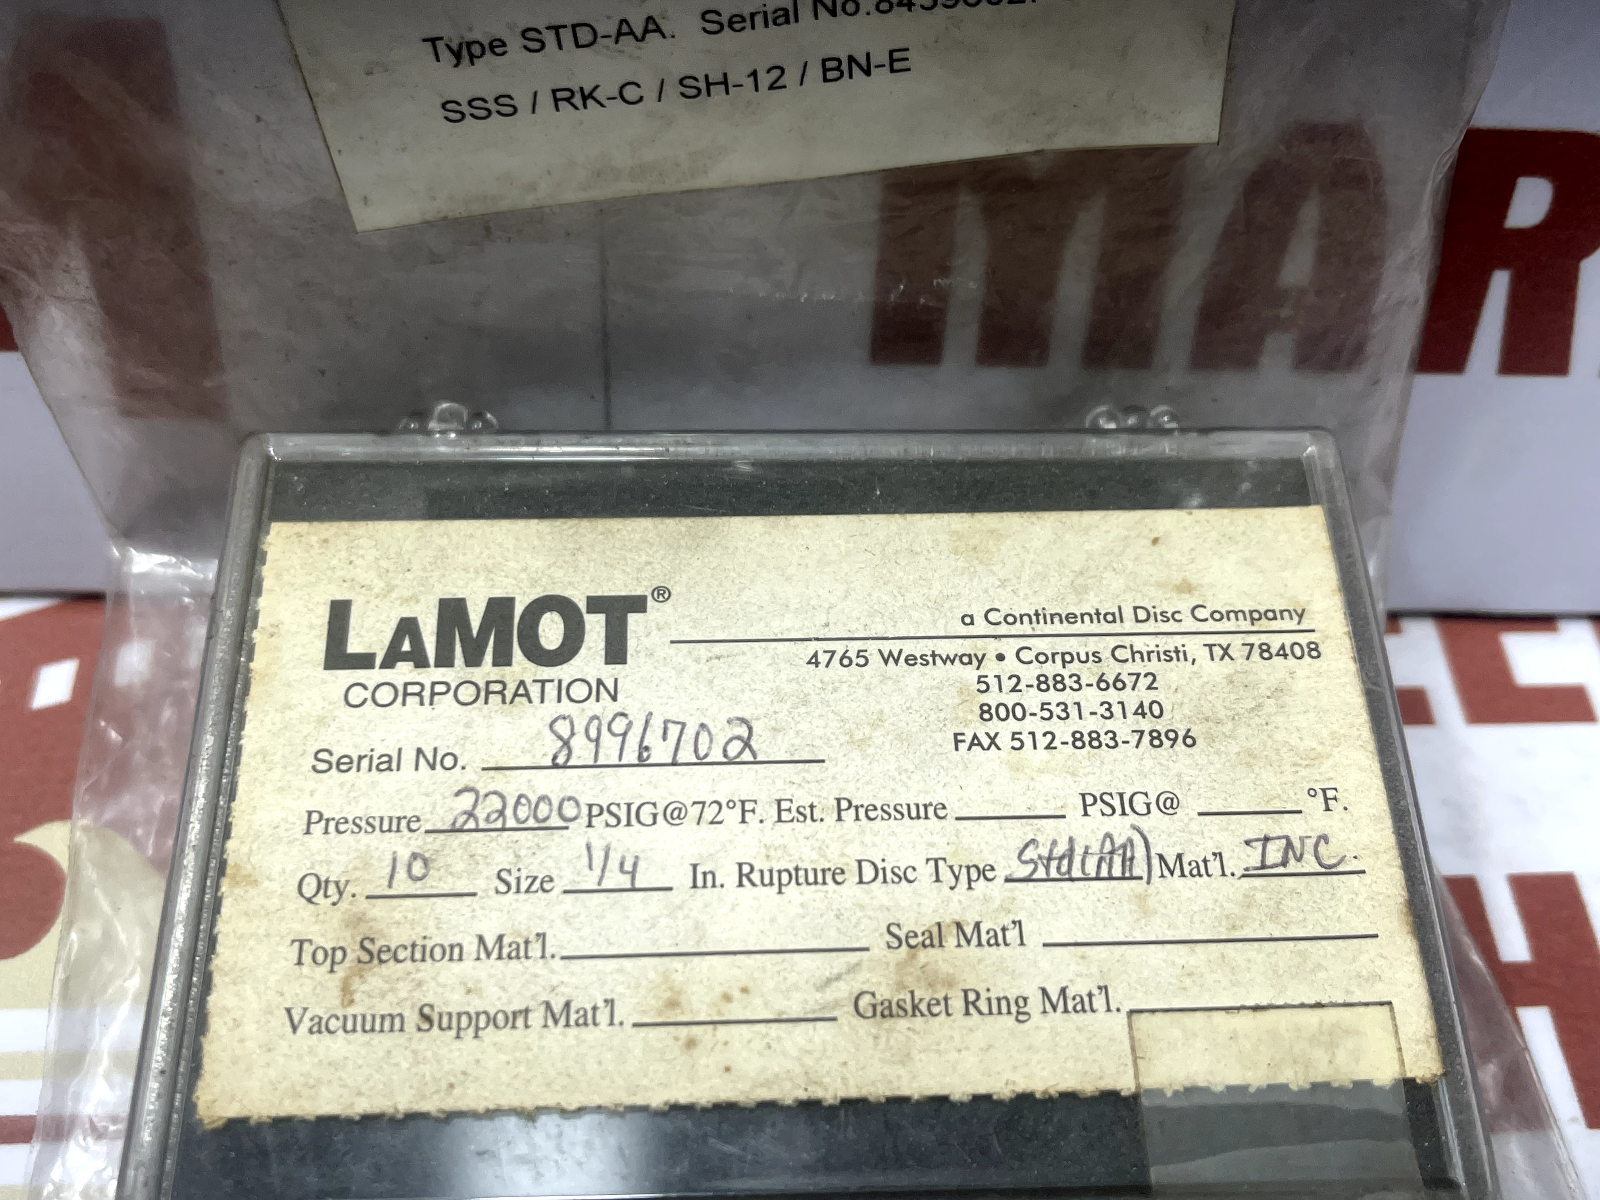 Type STD-AA. Serial No.
SSS / RK-C / SH-12 / BN-E
MAR
LAMOT®
CORPORATION
a Continental Disc Company
4765 Westway • Corpus Christi, TX 78408
512-883-6672
800-531-3140
FAX 512-883-7896
Serial No. 8996702
Pressure 22000 PSIG@72°F. Est. Pressure PSIG@ °F.
Qty. 10 Size 1/4 In. Rupture Disc Type Std(AA) Mat'l. INC.
Top Section Mat'l. Seal Mat'l
Vacuum Support Mat'l. Gasket Ring Mat'l.